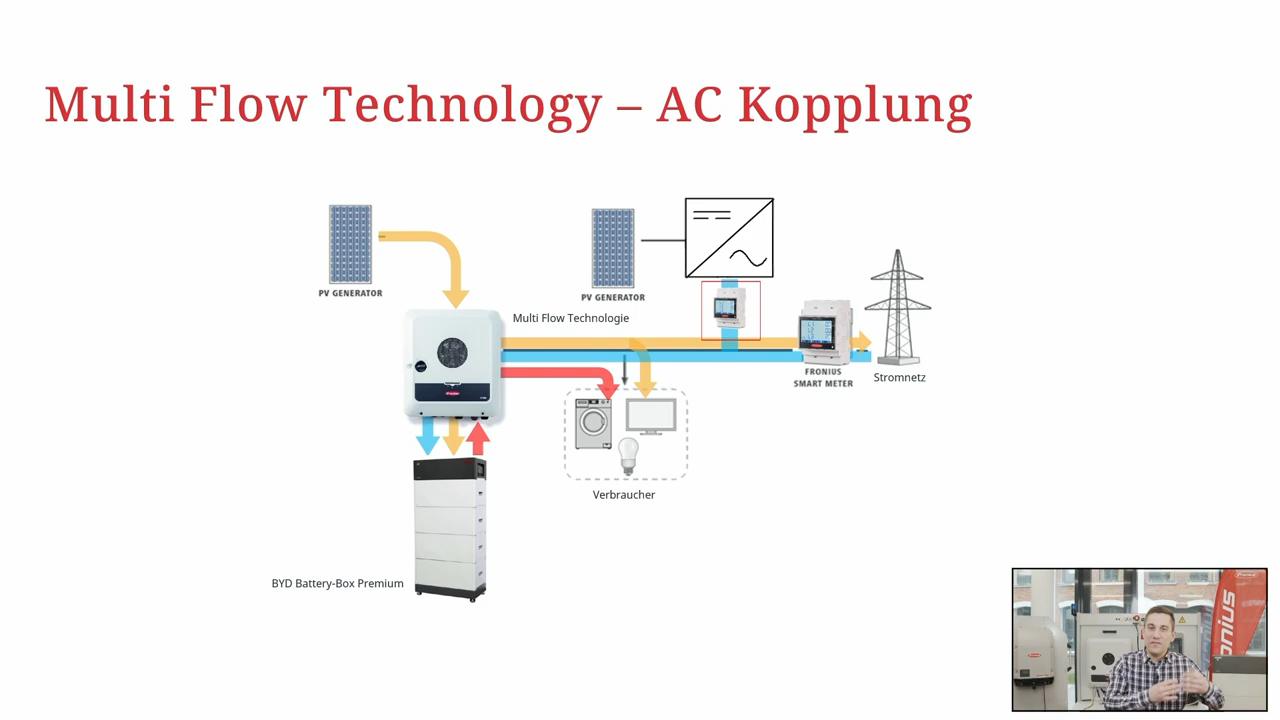 Multi Flow Technology – AC Kopplung
PV GENERATOR
PV GENERATOR
Multi Flow Technologie
FRONIUS
SMART METER
Stromnetz
Verbraucher
BYD Battery-Box Premium